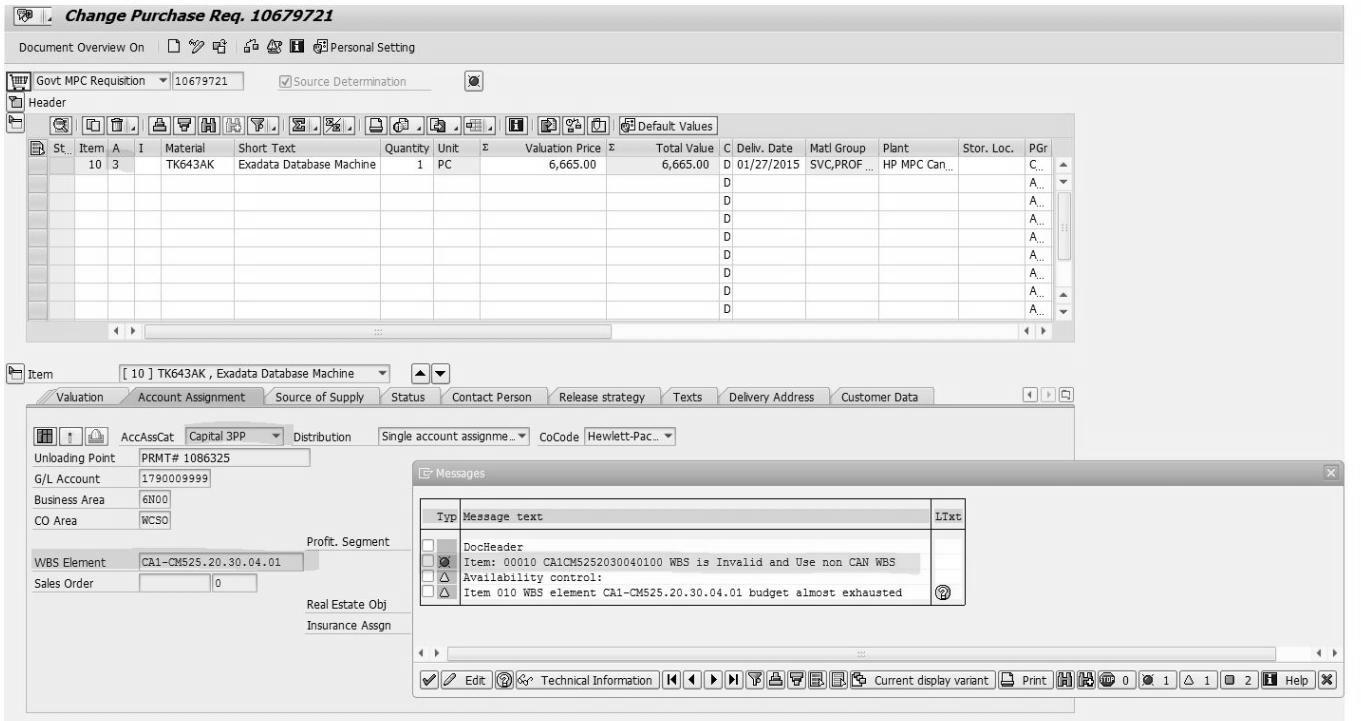 Change Purchase Req. 10679721
Document Overview On Personal Setting
Govt MPC Requisition 10679721 Source Determination
Header
Default Values
St... Item A I Material Short Text Quantity Unit Σ Valuation Price Σ Total Value C Deliv. Date Matl Group Plant Stor. Loc. PGr
10 3 TK643AK Exadata Database Machine 1 PC 6,665.00 6,665.00 D 01/27/2015 SVC,PROF ... HP MPC Can... C...
D A...
D A...
D A...
D A...
D A...
D A...
D A...
D A...
Item [ 10 ] TK643AK , Exadata Database Machine
Valuation Account Assignment Source of Supply Status Contact Person Release strategy Texts Delivery Address Customer Data
AccAssCat Capital 3PP Distribution Single account assignme... CoCode Hewlett-Pac...
Unloading Point PRMT# 1086325
G/L Account 1790009999
Business Area 6N00
CO Area WCSO
Profit. Segment
WBS Element CA1-CM525.20.30.04.01
Sales Order 0
Real Estate Obj
Insurance Assgn
Messages
Typ Message text LTxt
DocHeader
Item: 00010 CA1CM5252030040100 WBS is Invalid and Use non CAN WBS
Availability control:
Item 010 WBS element CA1-CM525.20.30.04.01 budget almost exhausted
Edit Technical Information Current display variant Print STOP 0 1 1 2 Help